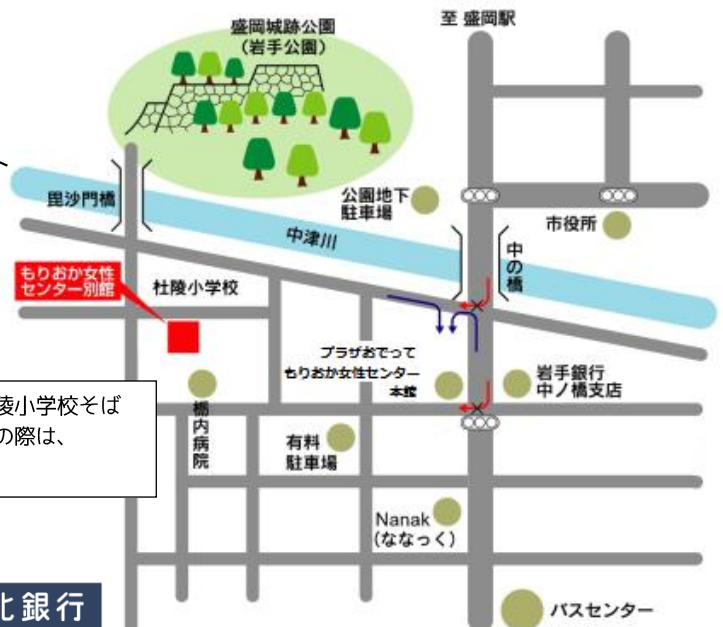 盛岡城跡公園
（岩手公園）
至 盛岡駅
毘沙門橋
公園地下
駐車場
中津川
市役所
中の橋
もりおか女性
センター別館
杜陵小学校
プラザおでって
もりおか女性センター
本館
岩手銀行
中ノ橋支店
陵小学校そば
の際は、
栃内病院
有料
駐車場
Nanak
（ななっく）
北銀行
バスセンター